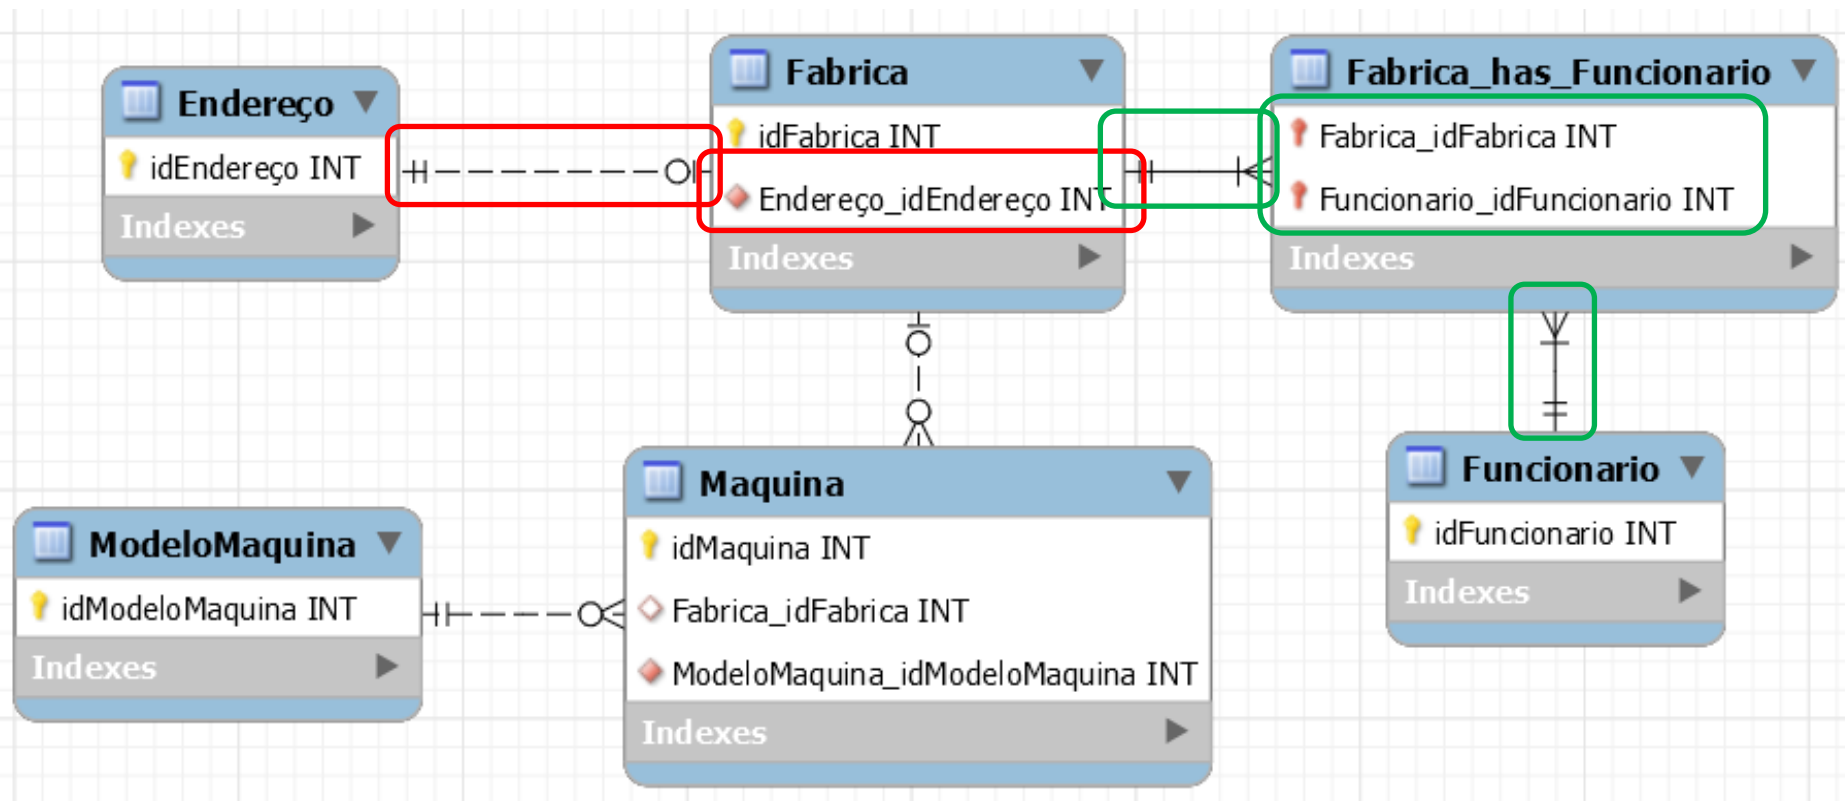 Endereço
idEndereço INT
Indexes
Fabrica
idFabrica INT
Endereço_idEndereço INT
Indexes
Fabrica_has_Funcionario
Fabrica_idFabrica INT
Funcionario_idFuncionario INT
Indexes
ModeloMaquina
idModeloMaquina INT
Indexes
Maquina
idMaquina INT
Fabrica_idFabrica INT
ModeloMaquina_idModeloMaquina INT
Indexes
Funcionario
idFuncionario INT
Indexes